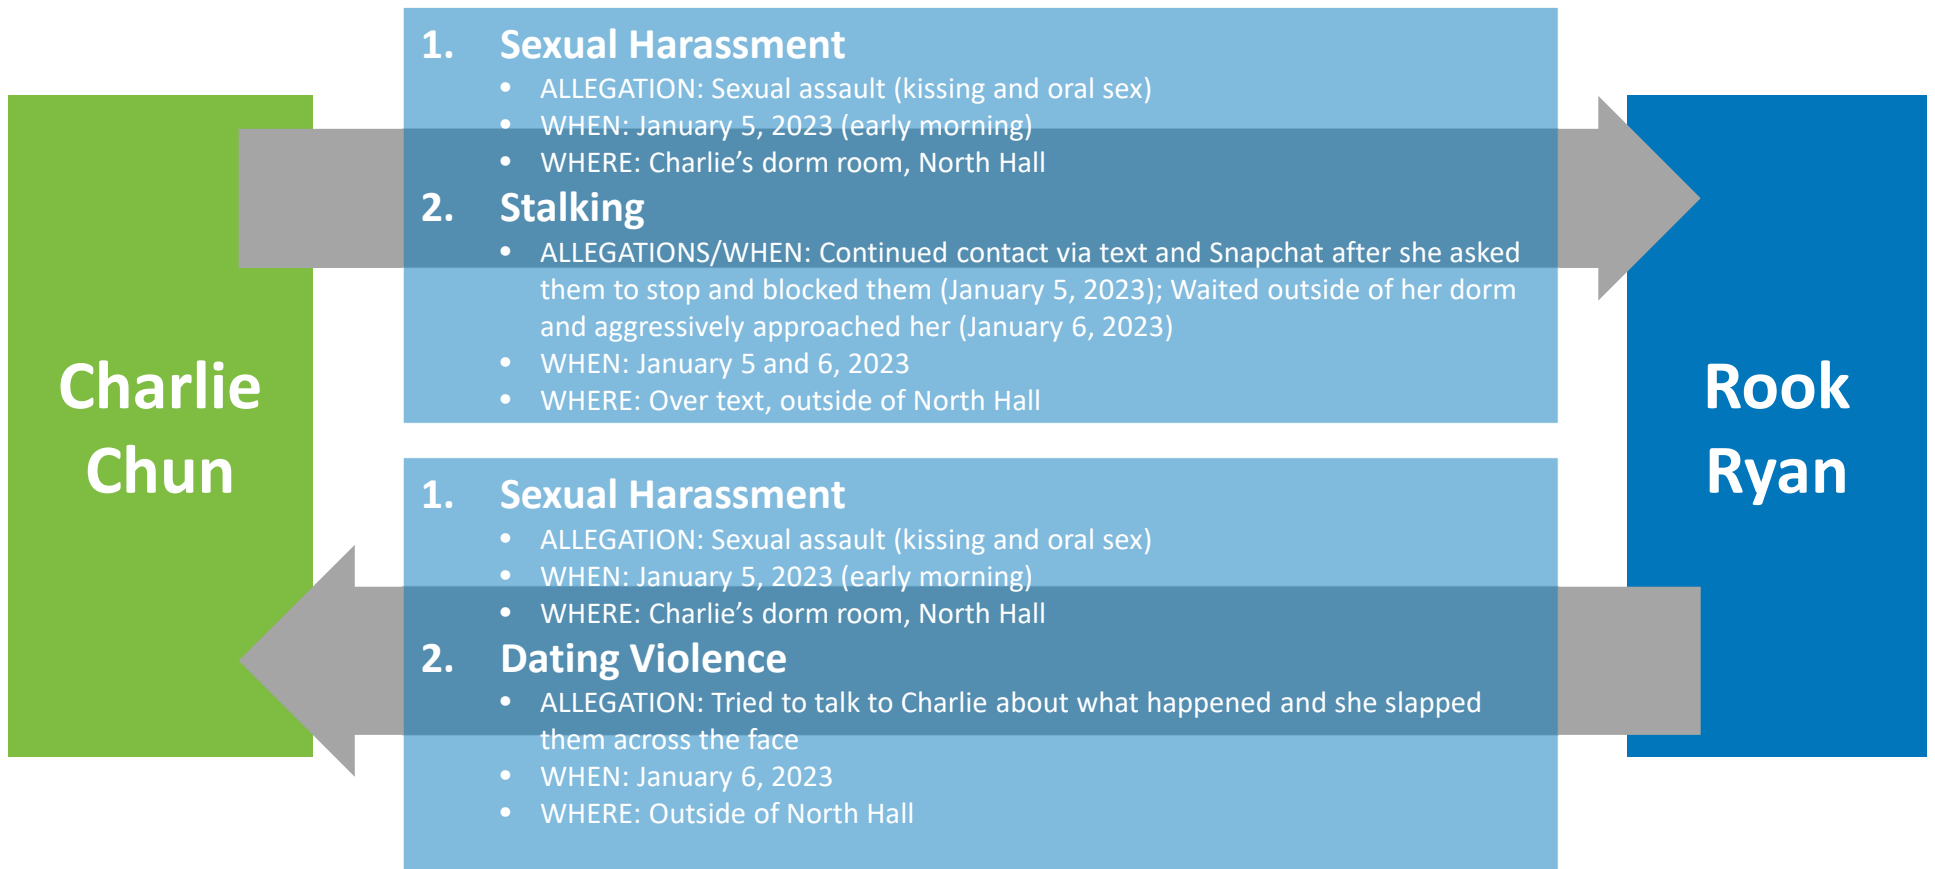 Charlie
Chun
1. Sexual Harassment
• ALLEGATION: Sexual assault (kissing and oral sex)
• WHEN: January 5, 2023 (early morning)
• WHERE: Charlie’s dorm room, North Hall
2. Stalking
• ALLEGATIONS/WHEN: Continued contact via text and Snapchat after she asked
them to stop and blocked them (January 5, 2023); Waited outside of her dorm
and aggressively approached her (January 6, 2023)
• WHEN: January 5 and 6, 2023
• WHERE: Over text, outside of North Hall
1. Sexual Harassment
• ALLEGATION: Sexual assault (kissing and oral sex)
• WHEN: January 5, 2023 (early morning)
• WHERE: Charlie’s dorm room, North Hall
2. Dating Violence
• ALLEGATION: Tried to talk to Charlie about what happened and she slapped
them across the face
• WHEN: January 6, 2023
• WHERE: Outside of North Hall
Rook
Ryan